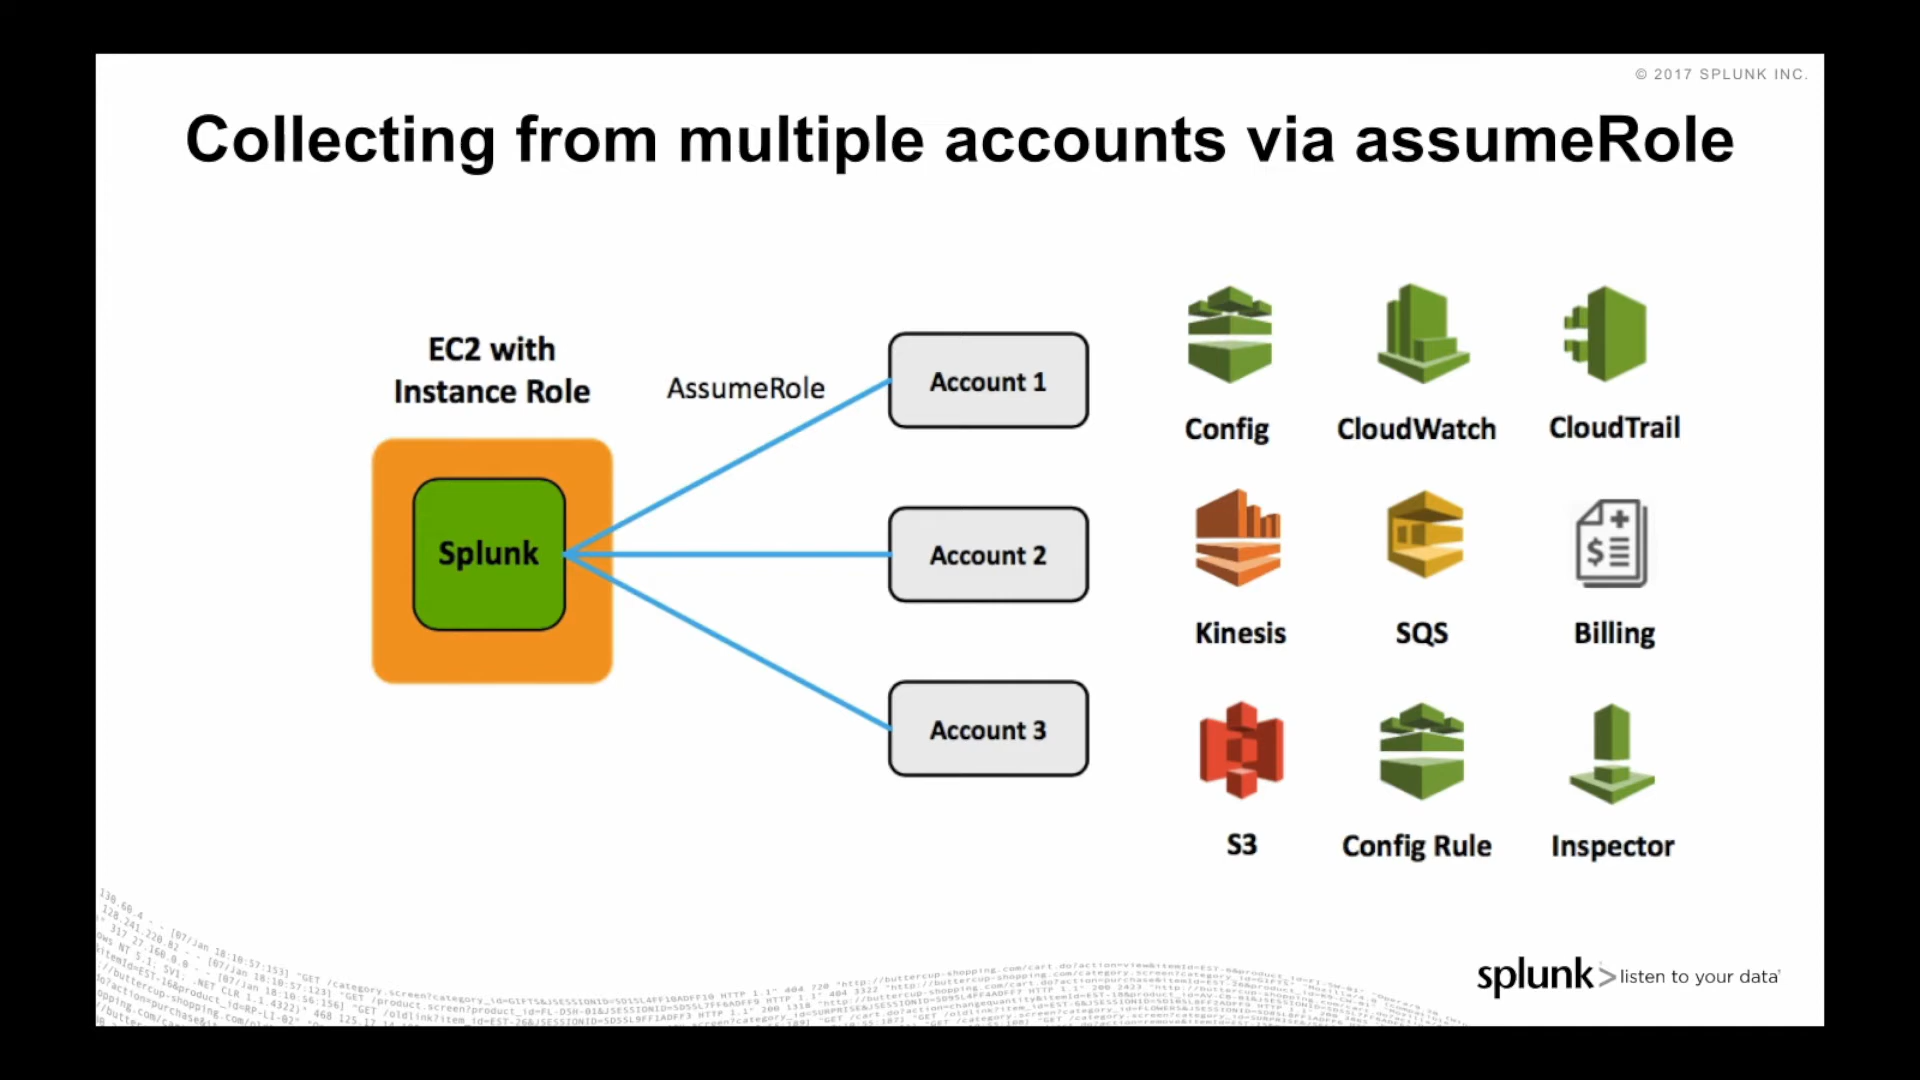 © 2017 SPLUNK INC.
Collecting from multiple accounts via assumeRole
EC2 with
Instance Role
AssumeRole
Splunk
Account 1
Account 2
Account 3
Config
CloudWatch
CloudTrail
Kinesis
SQS
Billing
S3
Config Rule
Inspector
splunk> listen to your data